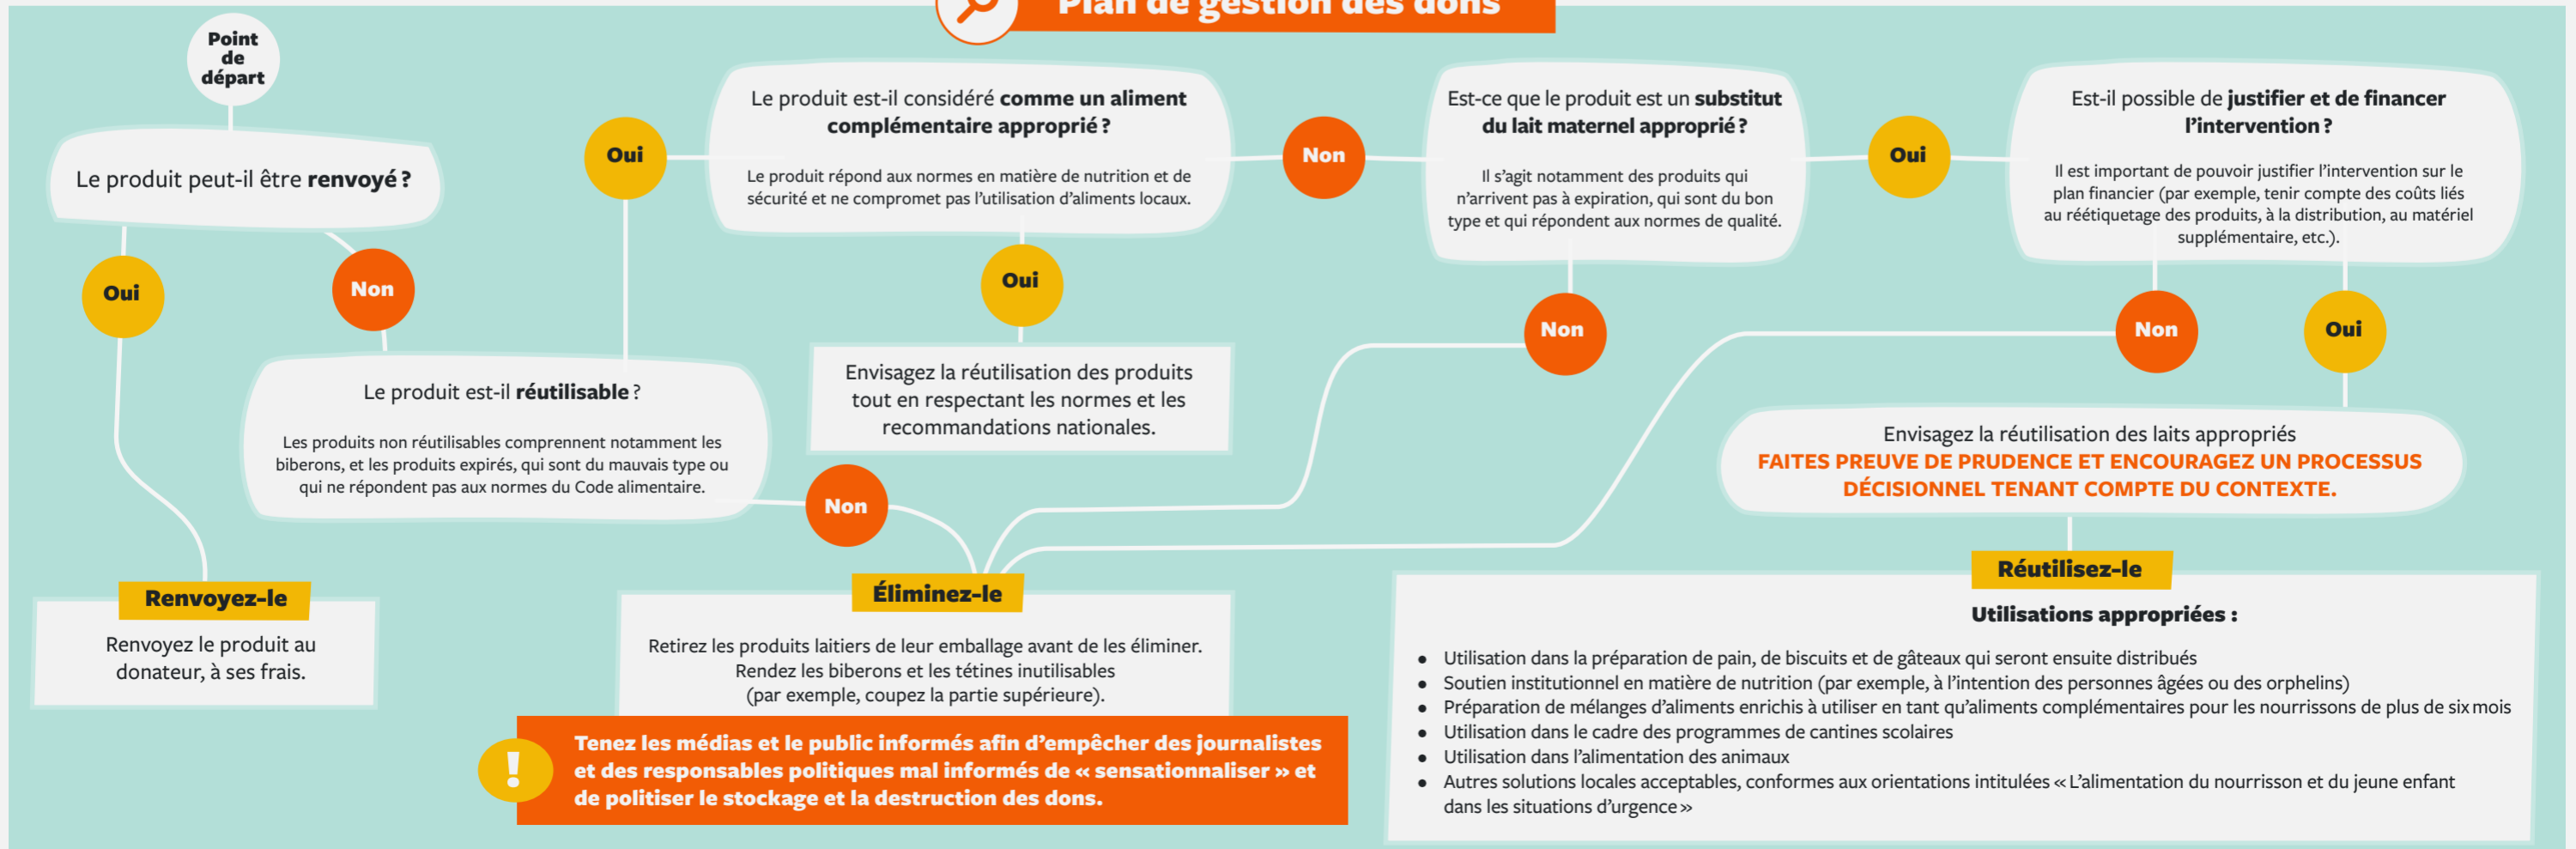 Plan de gestion des dons
Point
de
départ
Le produit peut-il être renvoyé ?
Oui
Non
Le produit est-il réutilisable ?
Les produits non réutilisables comprennent notamment les
biberons, et les produits expirés, qui sont du mauvais type ou
qui ne répondent pas aux normes du Code alimentaire.
Oui
Non
Le produit est-il considéré comme un aliment
complémentaire approprié ?
Le produit répond aux normes en matière de nutrition et de
sécurité et ne compromet pas l’utilisation d’aliments locaux.
Oui
Envisagez la réutilisation des produits
tout en respectant les normes et les
recommandations nationales.
Non
Est-ce que le produit est un substitut
du lait maternel approprié ?
Il s’agit notamment des produits qui
n’arrivent pas à expiration, qui sont du bon
type et qui répondent aux normes de qualité.
Non
Oui
Est-il possible de justifier et de financer
l’intervention ?
Il est important de pouvoir justifier l’intervention sur le
plan financier (par exemple, tenir compte des coûts liés
au réétiquetage des produits, à la distribution, au matériel
supplémentaire, etc.).
Non
Oui
Envisagez la réutilisation des laits appropriés
FAITES PREUVE DE PRUDENCE ET ENCOURAGEZ UN PROCESSUS
DÉCISIONNEL TENANT COMPTE DU CONTEXTE.
Renvoyez-le
Renvoyez le produit au
donateur, à ses frais.
Éliminez-le
Retirez les produits laitiers de leur emballage avant de les éliminer.
Rendez les biberons et les tétines inutilisables
(par exemple, coupez la partie supérieure).
!
Tenez les médias et le public informés afin d’empêcher des journalistes
et des responsables politiques mal informés de « sensationnaliser » et
de politiser le stockage et la destruction des dons.
Réutilisez-le
Utilisations appropriées :
• Utilisation dans la préparation de pain, de biscuits et de gâteaux qui seront ensuite distribués
• Soutien institutionnel en matière de nutrition (par exemple, à l’intention des personnes âgées ou des orphelins)
• Préparation de mélanges d’aliments enrichis à utiliser en tant qu’aliments complémentaires pour les nourrissons de plus de six mois
• Utilisation dans le cadre des programmes de cantines scolaires
• Utilisation dans l’alimentation des animaux
• Autres solutions locales acceptables, conformes aux orientations intitulées « L’alimentation du nourrisson et du jeune enfant
dans les situations d’urgence »